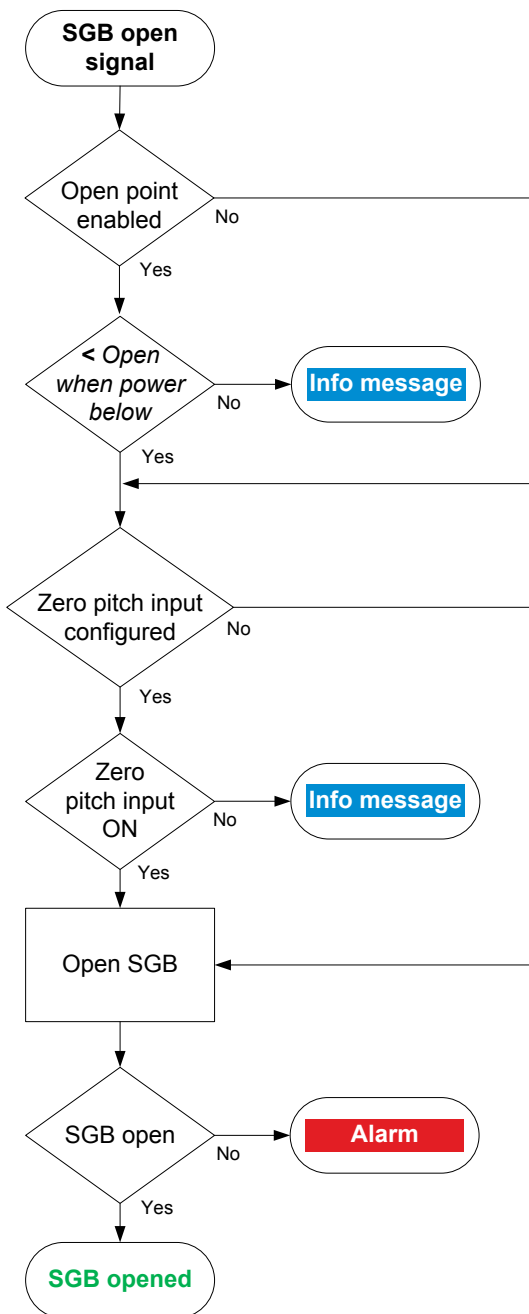 SGB open
signal
Open point
enabled
No
Yes
< Open
when power
below
No
Info message
Yes
Zero pitch input
configured
No
Yes
Zero
pitch input
ON
No
Info message
Yes
Open SGB
SGB open
No
Alarm
Yes
SGB opened